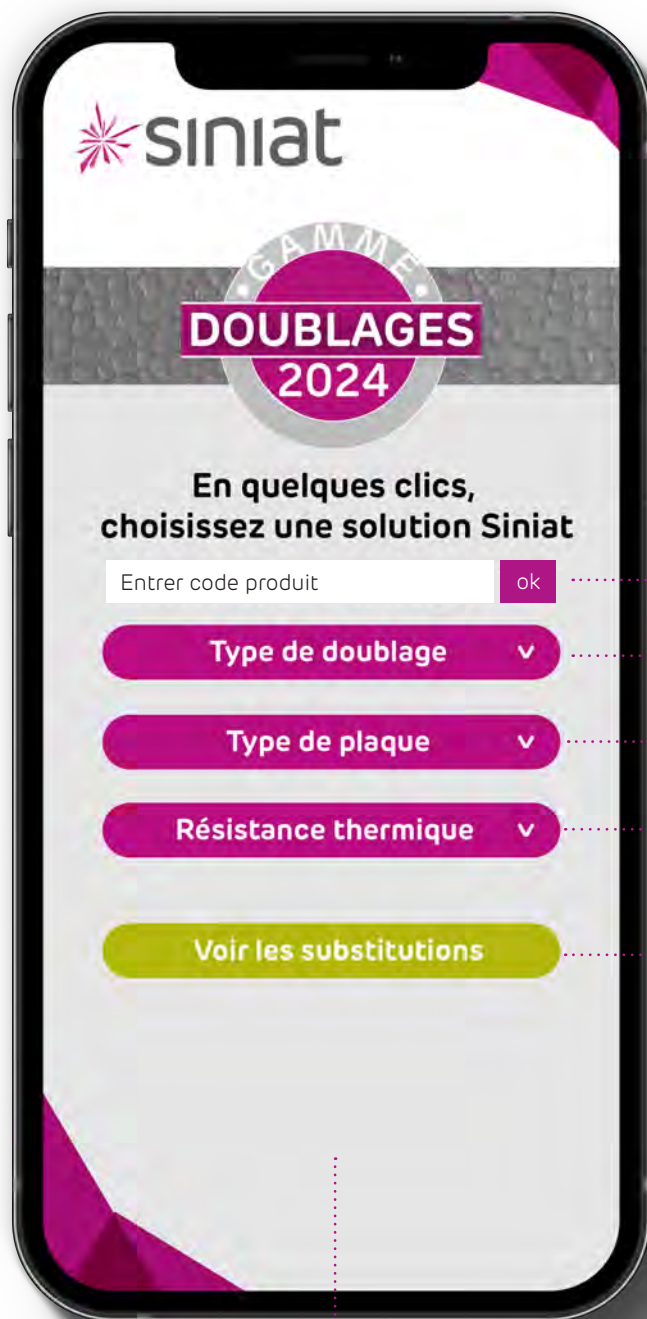 siniat
GAMME
DOUBLAGES
2024
En quelques clics,
choisissez une solution Siniat
Entrer code produit
ok
Type de doublage
Type de plaque
Résistance thermique
Voir les substitutions